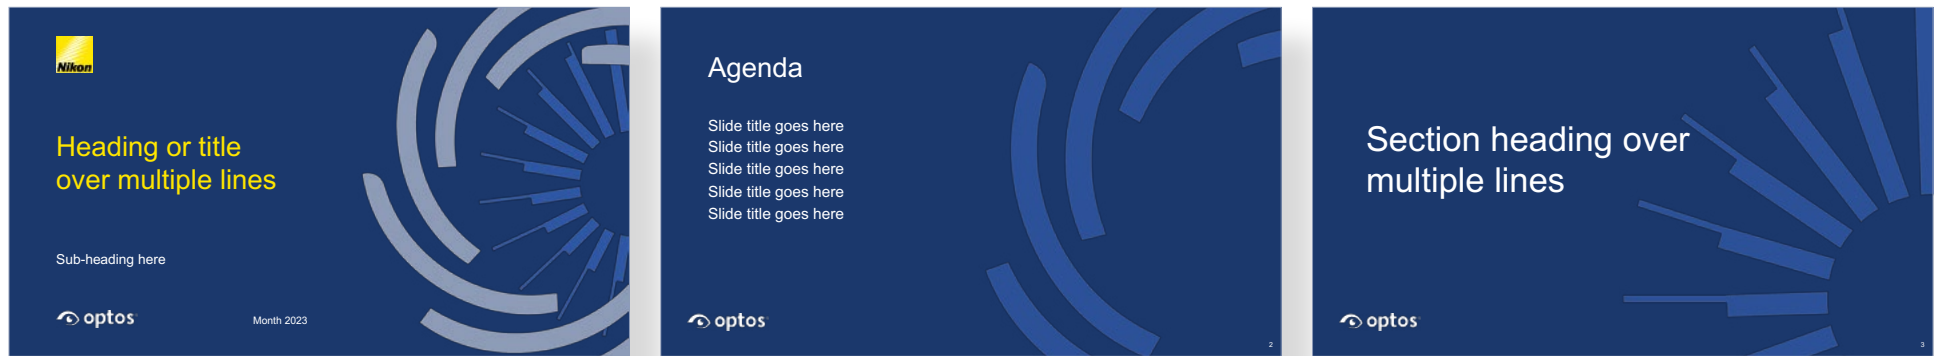 Nikon
Heading or title
over multiple lines
Sub-heading here
optos
Month 2023
Agenda
Slide title goes here
Slide title goes here
Slide title goes here
Slide title goes here
Slide title goes here
optos
2
Section heading over
multiple lines
optos
3